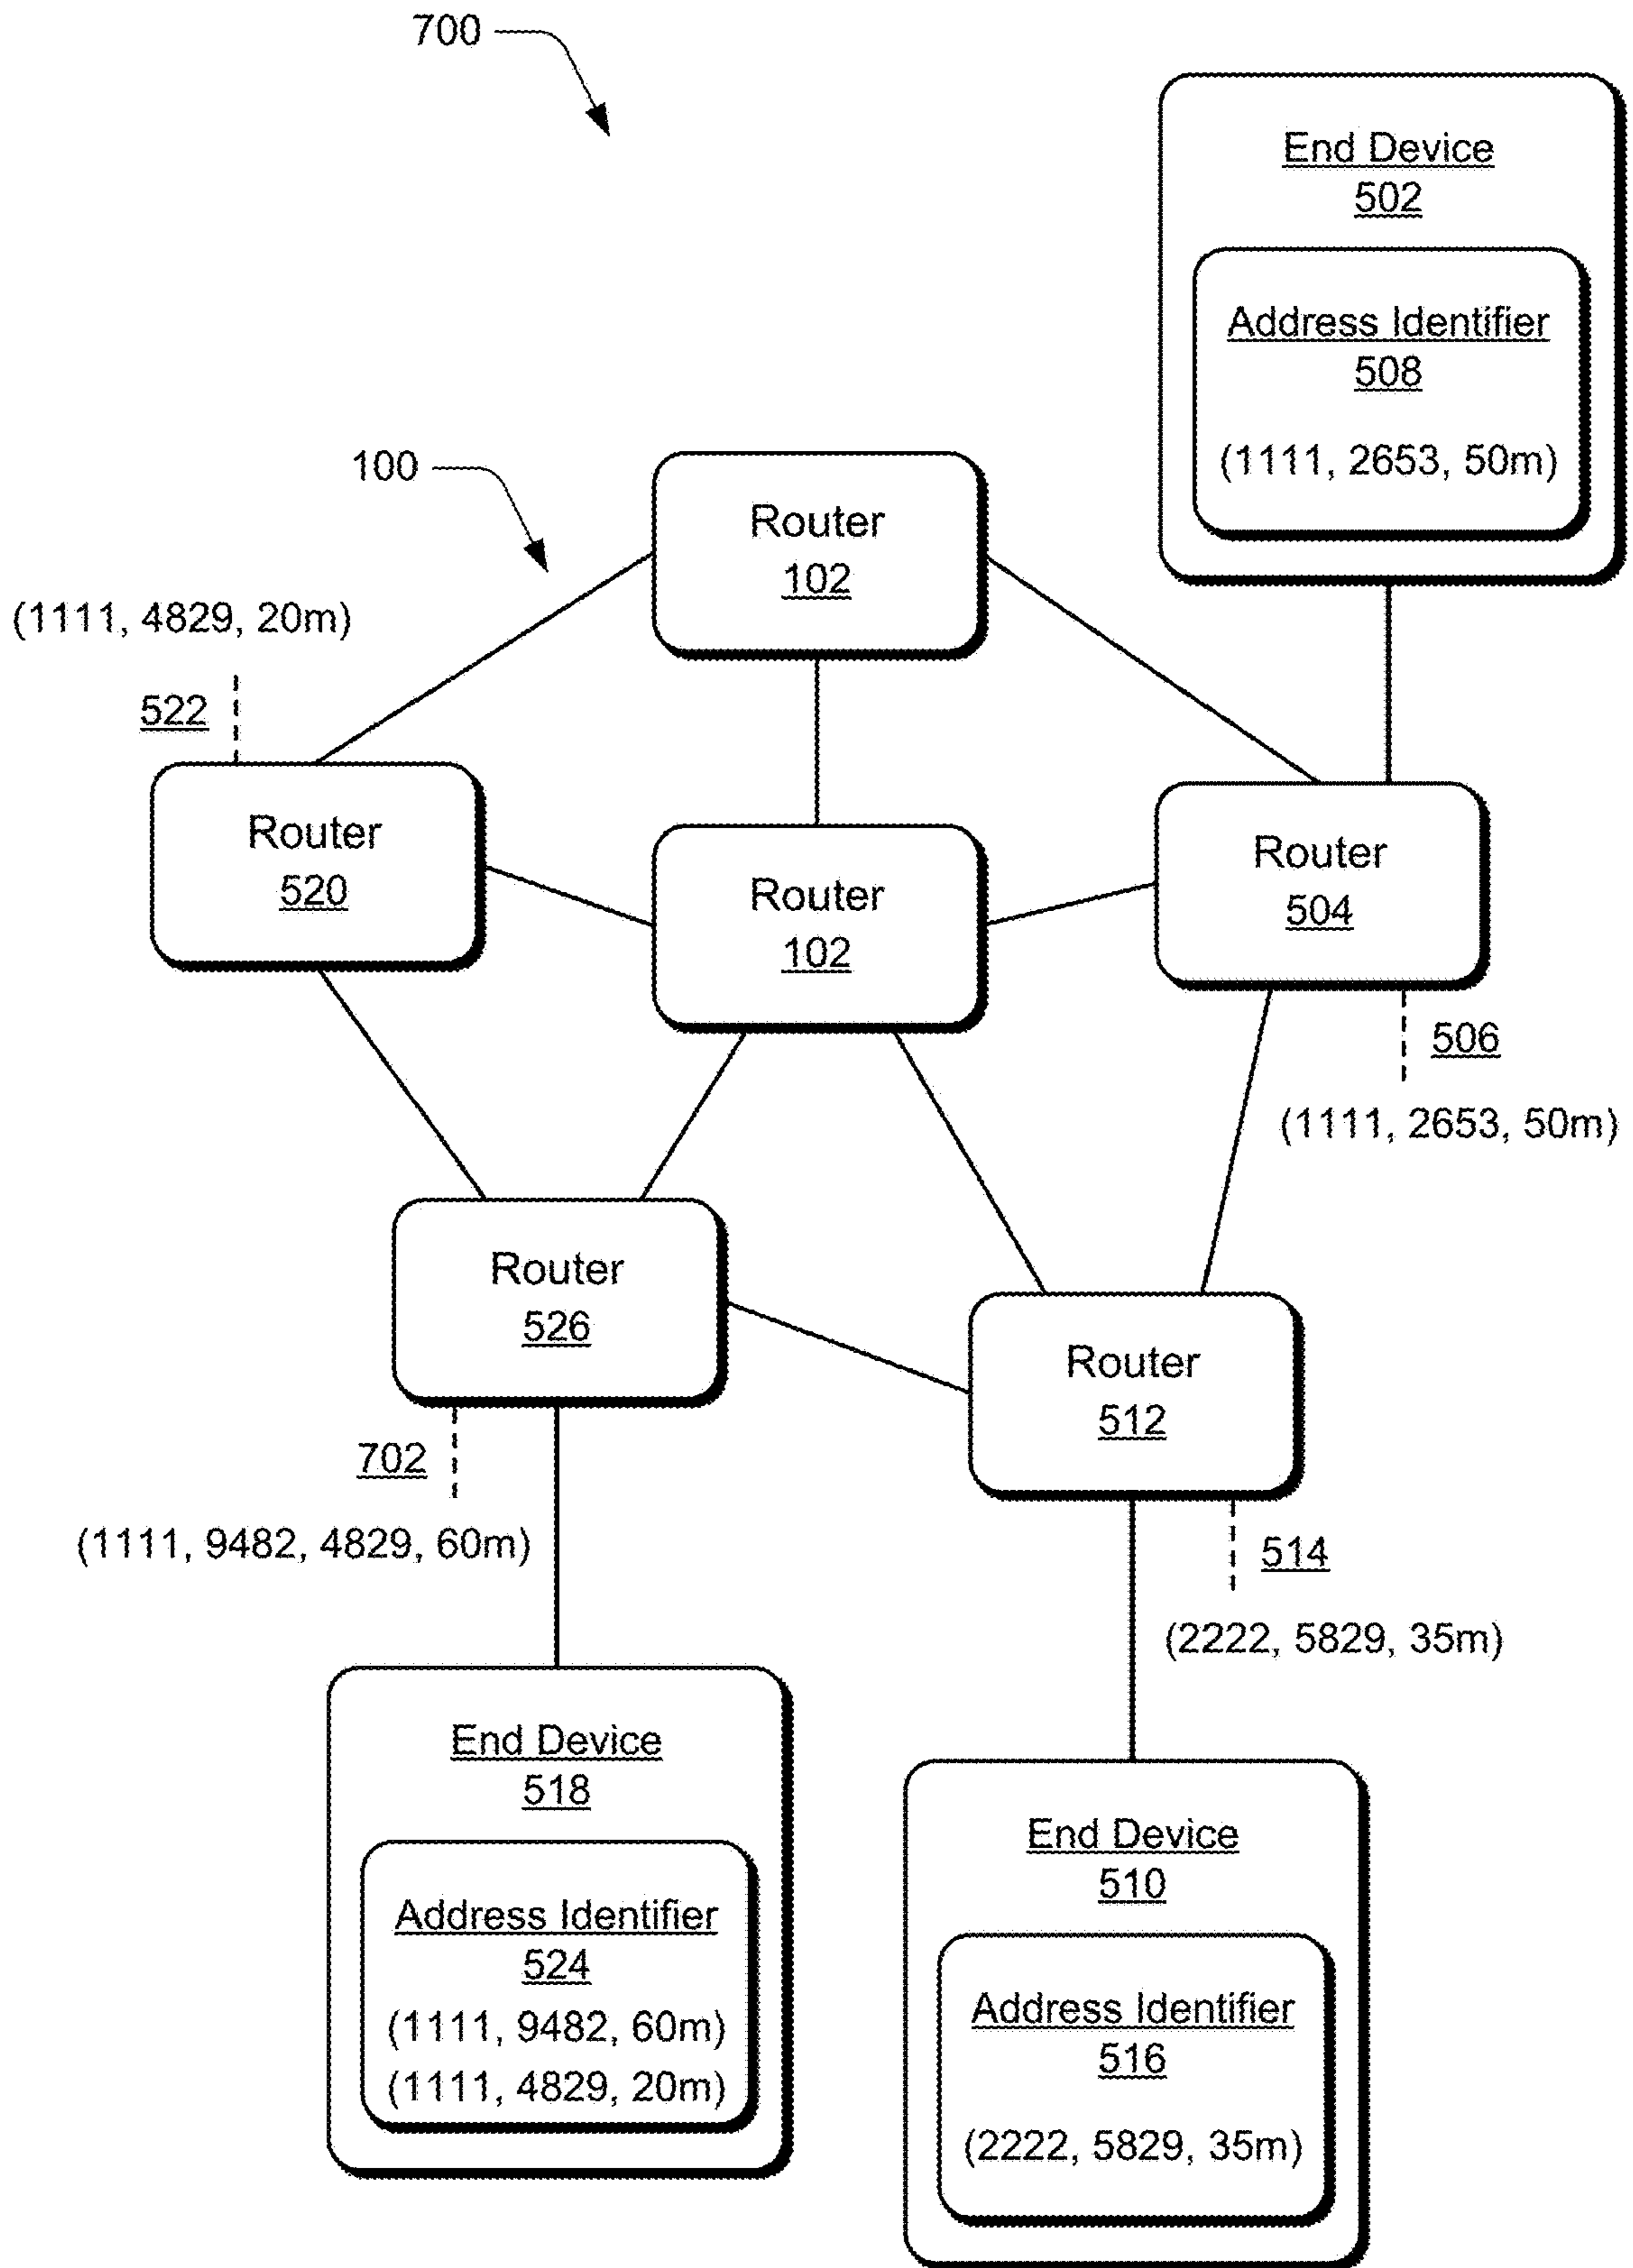 700
End Device
502
Address Identifier
508
(1111, 2653, 50m)
100
Router
102
(1111, 4829, 20m)
522
Router
520
Router
102
Router
504
506
(1111, 2653, 50m)
Router
526
Router
512
702
(1111, 9482, 4829, 60m)
514
(2222, 5829, 35m)
End Device
518
Address Identifier
524
(1111, 9482, 60m)
(1111, 4829, 20m)
End Device
510
Address Identifier
516
(2222, 5829, 35m)